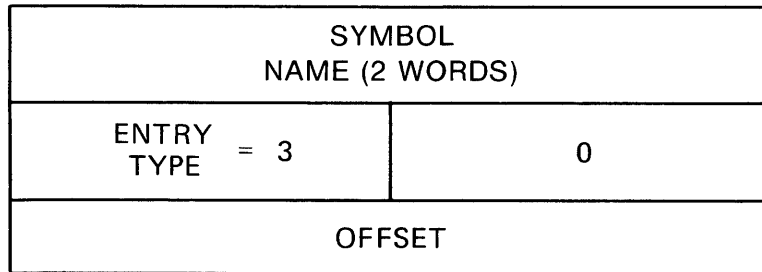 SYMBOL
NAME (2 WORDS)
ENTRY
TYPE = 3
0
OFFSET